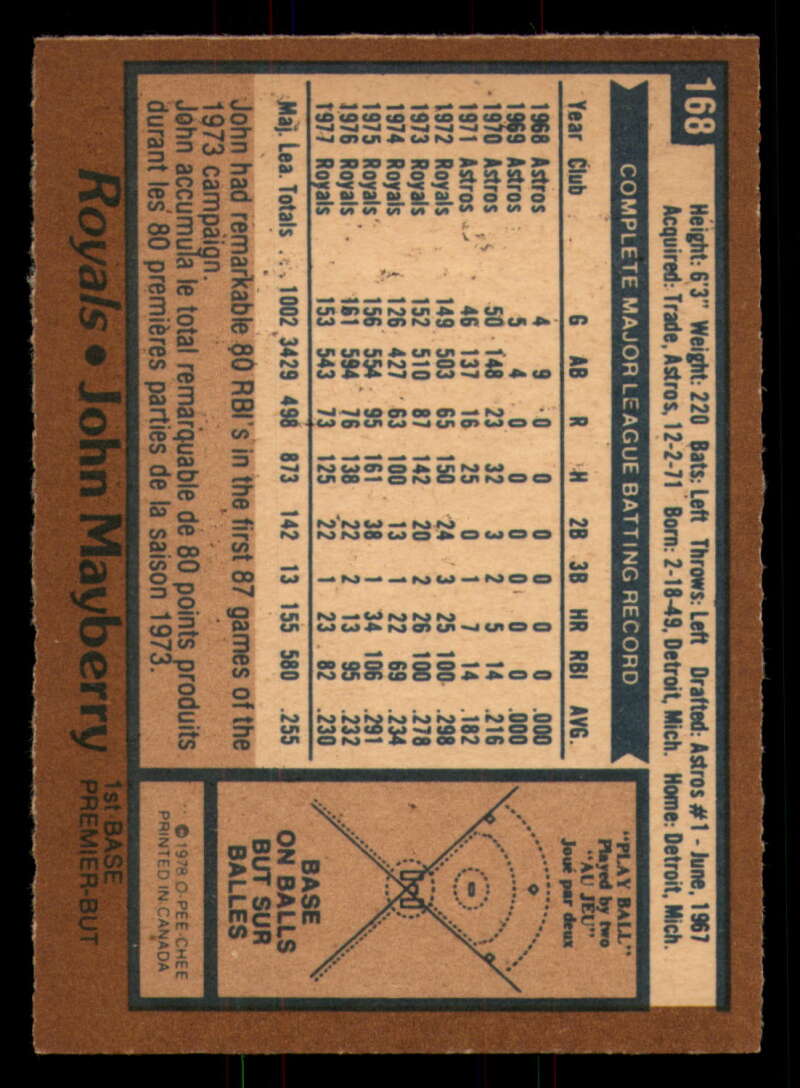 168
Height: 6'3" Weight: 220 Bats: Left Throws: Left Drafted: Astros #1 - June, 1967
Acquired: Trade, Astros, 12-2-71 Born: 2-18-49, Detroit, Mich. Home: Detroit, Mich.
COMPLETE MAJOR LEAGUE BATTING RECORD
Year Club G AB R H 2B 3B HR RBI AVG.
1968 Astros 4 9 0 0 0 0 0 0 .000
1969 Astros 5 4 0 0 0 0 0 0 .000
1970 Astros 50 148 23 32 3 2 5 14 .216
1971 Astros 46 137 16 25 0 1 7 14 .182
1972 Royals 149 503 65 150 24 3 25 100 .298
1973 Royals 152 510 87 142 20 2 26 100 .278
1974 Royals 126 427 63 100 13 1 22 69 .234
1975 Royals 156 554 95 161 38 1 34 106 .291
1976 Royals 161 594 76 138 22 2 13 95 .232
1977 Royals 153 543 73 125 22 1 23 82 .230
Maj. Lea. Totals . . . 1002 3429 498 873 142 13 155 580 .255
John had remarkable 80 RBI's in the first 87 games of the
1973 campaign.
John accumula le total remarquable de 80 points produits
durant les 80 premières parties de la saison 1973.
Royals • John Mayberry
1st BASE
PREMIER-BUT
"PLAY BALL"
Played by two
"AU JEU"
Joué par deux
BASE
ON BALLS
BUT SUR
BALLES
© 1978 O-PEE-CHEE
PRINTED IN CANADA